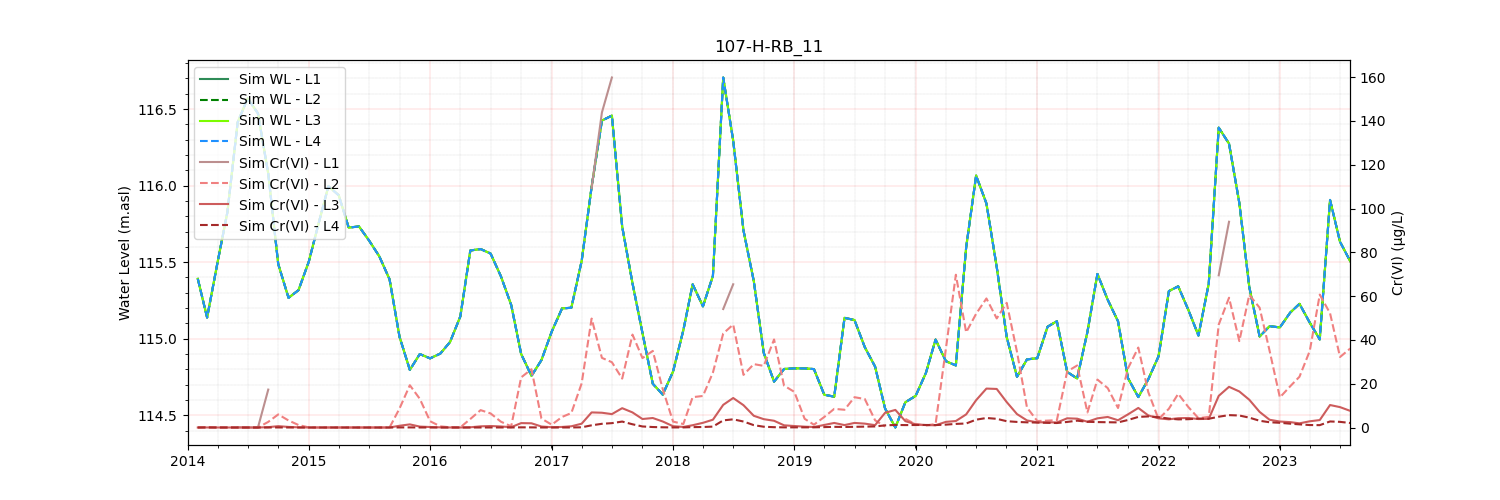 107-H-RB_11
Sim WL - L1
Sim WL - L2
Sim WL - L3
Sim WL - L4
Sim Cr(VI) - L1
Sim Cr(VI) - L2
Sim Cr(VI) - L3
Sim Cr(VI) - L4
Water Level (m.asl)
116.5
116.0
115.5
115.0
114.5
160
140
120
100
80
60
40
20
0
Cr(VI) (µg/L)
2014 2015 2016 2017 2018 2019 2020 2021 2022 2023